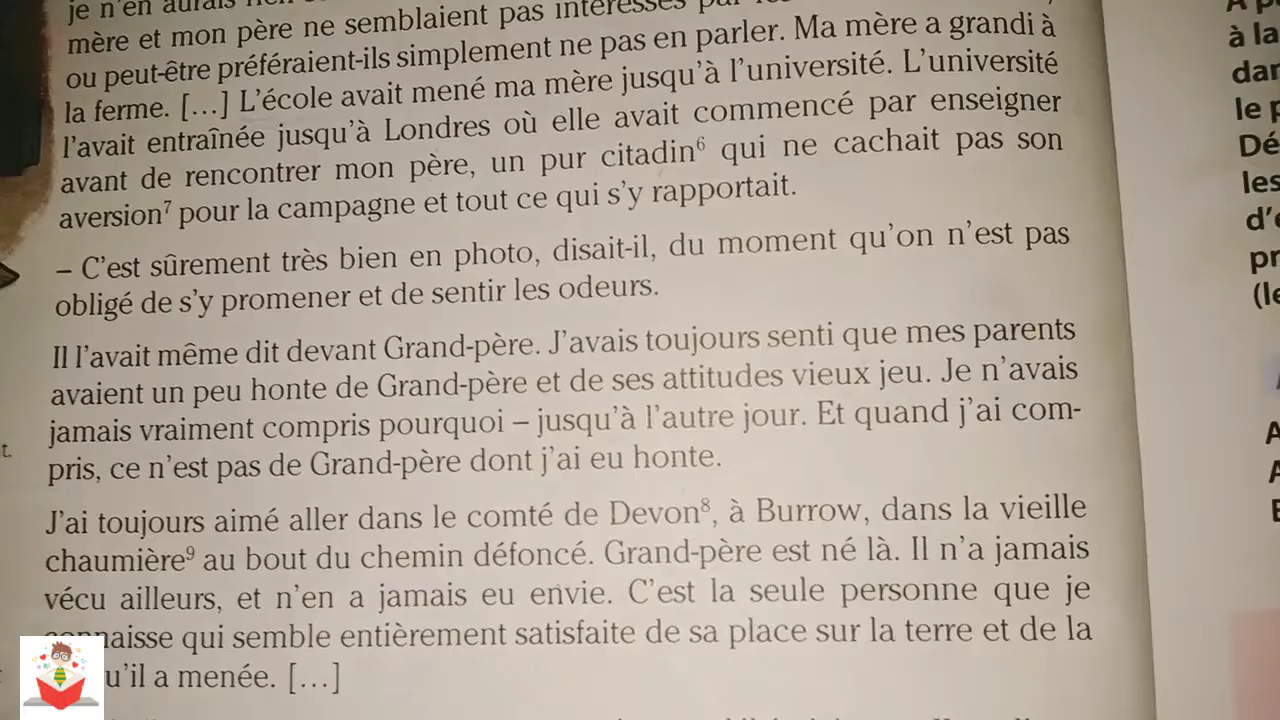 je n'en aurais
mère et mon père ne semblaient pas intéressés
ou peut-être préféraient-ils simplement ne pas en parler. Ma mère a grandi à
la ferme. […] L'école avait mené ma mère jusqu'à l'université. L'université
l'avait entraînée jusqu'à Londres où elle avait commencé par enseigner
avant de rencontrer mon père, un pur citadin⁶ qui ne cachait pas son
aversion⁷ pour la campagne et tout ce qui s'y rapportait.
– C'est sûrement très bien en photo, disait-il, du moment qu'on n'est pas
obligé de s'y promener et de sentir les odeurs.
Il l'avait même dit devant Grand-père. J'avais toujours senti que mes parents
avaient un peu honte de Grand-père et de ses attitudes vieux jeu. Je n'avais
jamais vraiment compris pourquoi – jusqu'à l'autre jour. Et quand j'ai com-
pris, ce n'est pas de Grand-père dont j'ai eu honte.
J'ai toujours aimé aller dans le comté de Devon⁸, à Burrow, dans la vieille
chaumière⁹ au bout du chemin défoncé. Grand-père est né là. Il n'a jamais
vécu ailleurs, et n'en a jamais eu envie. C'est la seule personne que je
naisse qui semble entièrement satisfaite de sa place sur la terre et de la
u'il a menée. […]
t.
à la
le
Dé
les
d'
(le